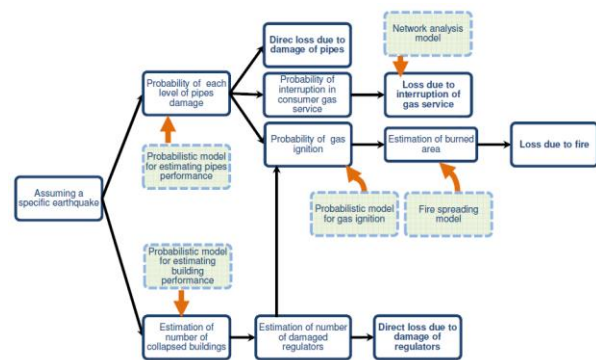 Direc loss due to
damage of pipes
Network analysis
model
Probability of each
level of pipes
damage
Probability of
interruption in
consumer gas
service
Loss due to
interruption of
gas service
Probability of gas
ignition
Estimation of
burned area
Loss due to fire
Probabilistic model
for estimating pipes
performance
Assuming a
specific earthquake
Probabilistic model
for gas ignition
Fire spreading
model
Probabilistic model
for estimating
building
performance
Estimation of
number of
collapsed buildings
Estimation of number
of damaged
regulators
Direct loss due to
damage of
regulators